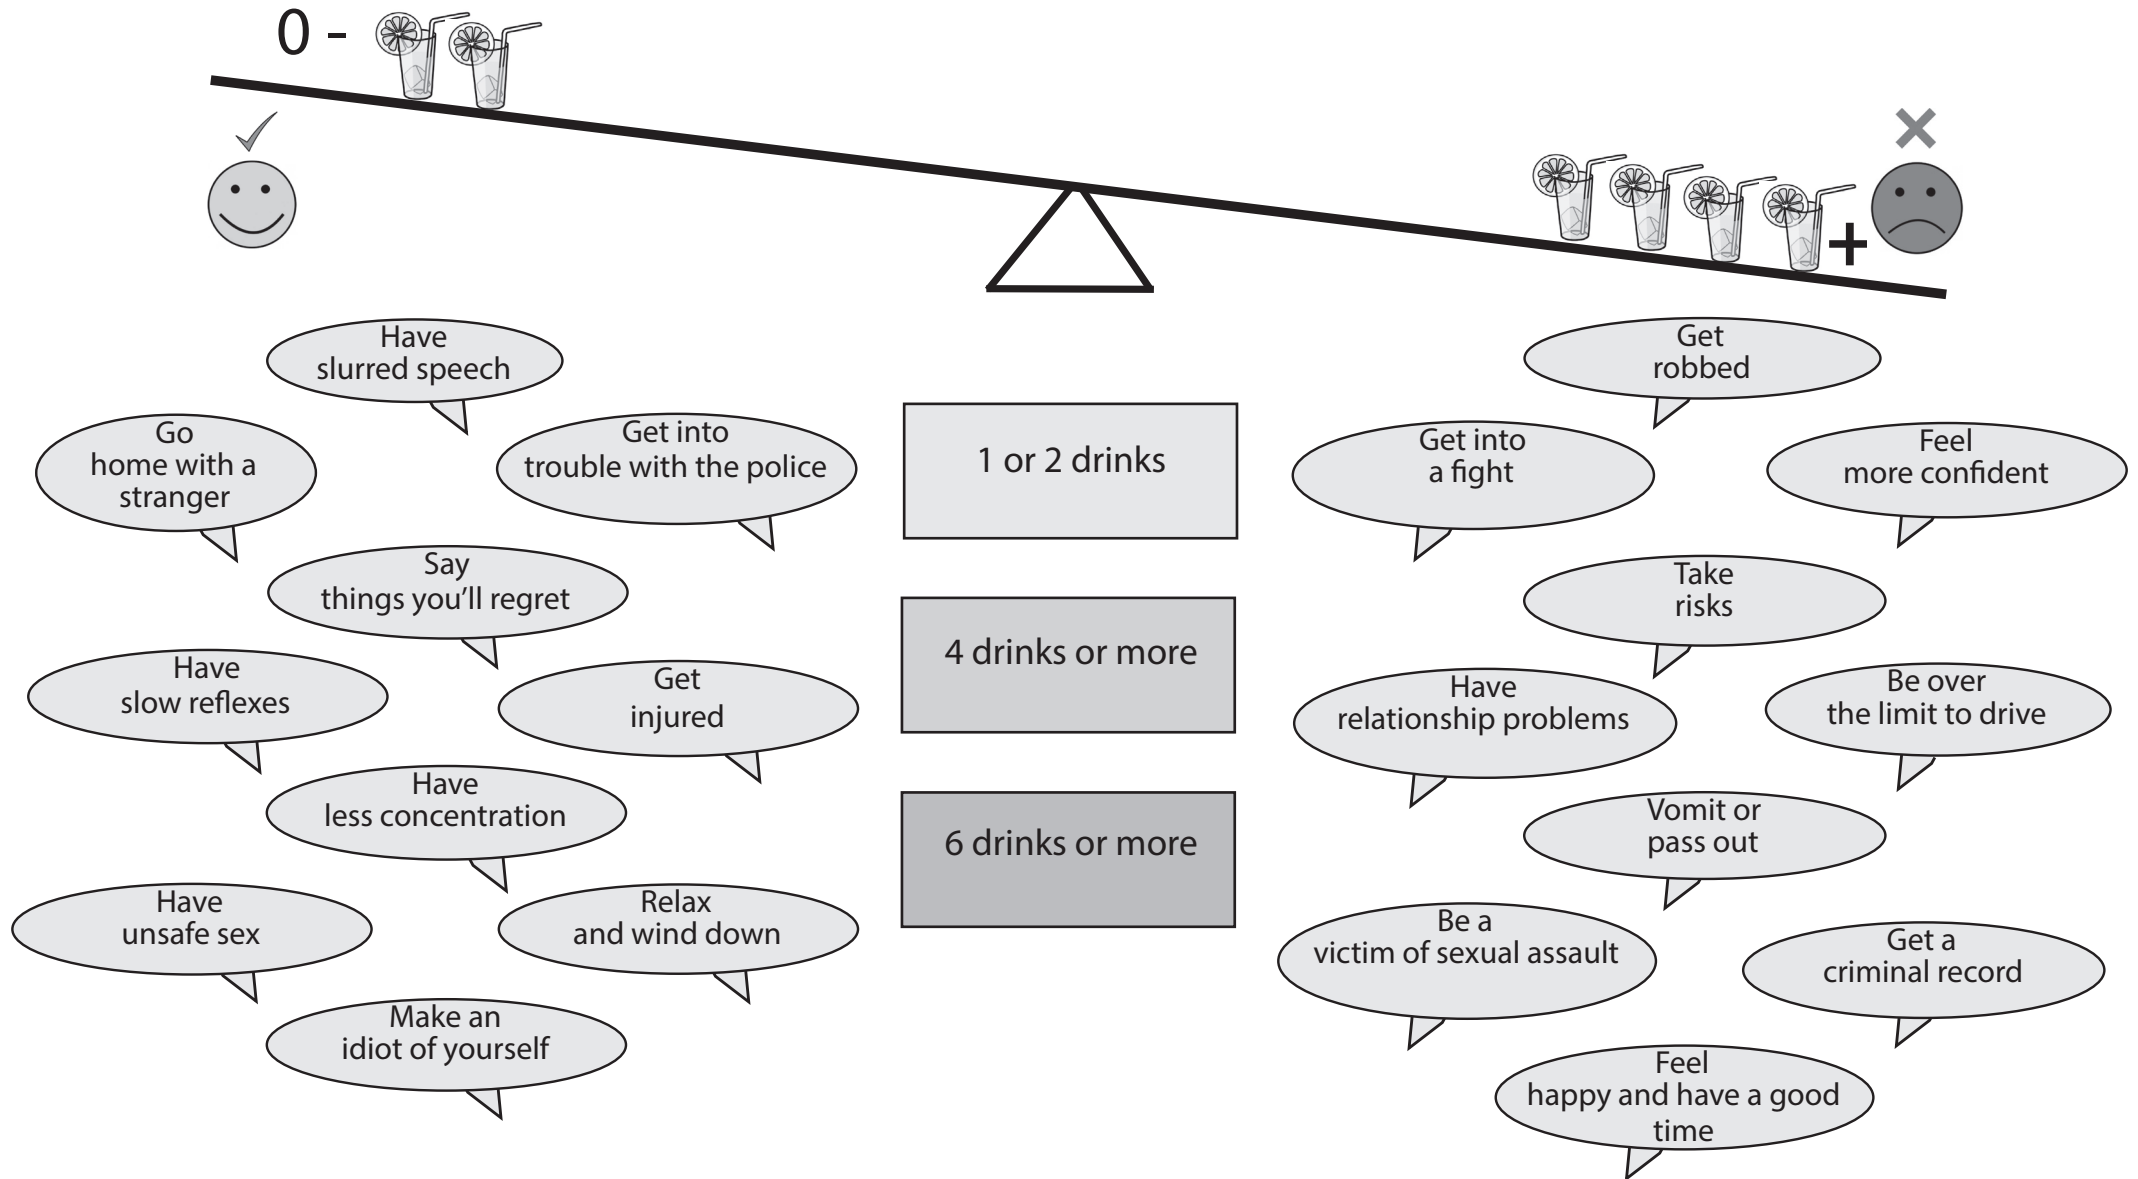 0 -
+
Have
slurred speech
Go
home with a
stranger
Get into
trouble with the police
Say
things you'll regret
Have
slow reflexes
Get
injured
Have
less concentration
Have
unsafe sex
Relax
and wind down
Make an
idiot of yourself
1 or 2 drinks
4 drinks or more
6 drinks or more
Get
robbed
Get into
a fight
Feel
more confident
Take
risks
Have
relationship problems
Be over
the limit to drive
Vomit or
pass out
Be a
victim of sexual assault
Get a
criminal record
Feel
happy and have a good
time